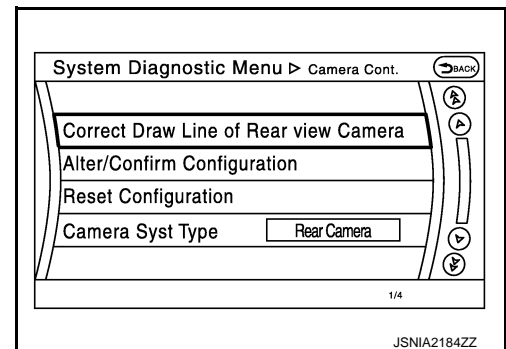 System Diagnostic Menu ▷ Camera Cont.
BACK
Correct Draw Line of Rear view Camera
Alter/Confirm Configuration
Reset Configuration
Camera Syst Type Rear Camera
1/4
JSNIA2184ZZ